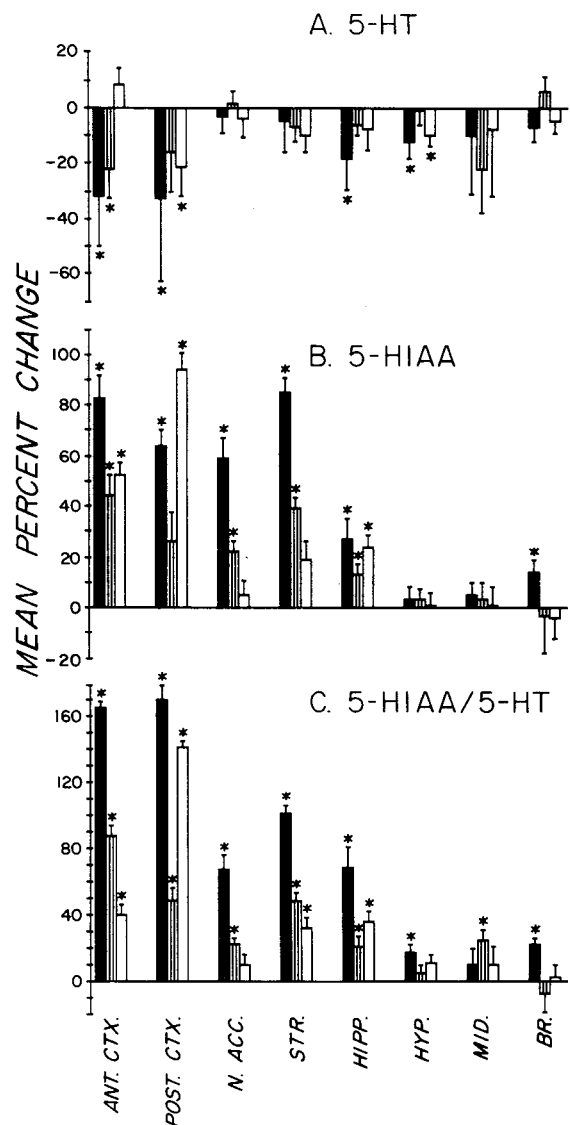 A. 5-HT
20
0
-20
-40
-60
MEAN PERCENT CHANGE
B. 5-HIAA
100
80
60
40
20
0
-20
C. 5-HIAA/5-HT
160
120
80
40
0
ANT. CTX.
POST. CTX.
N. ACC.
STR.
HIPP.
HYP.
MID.
BR.